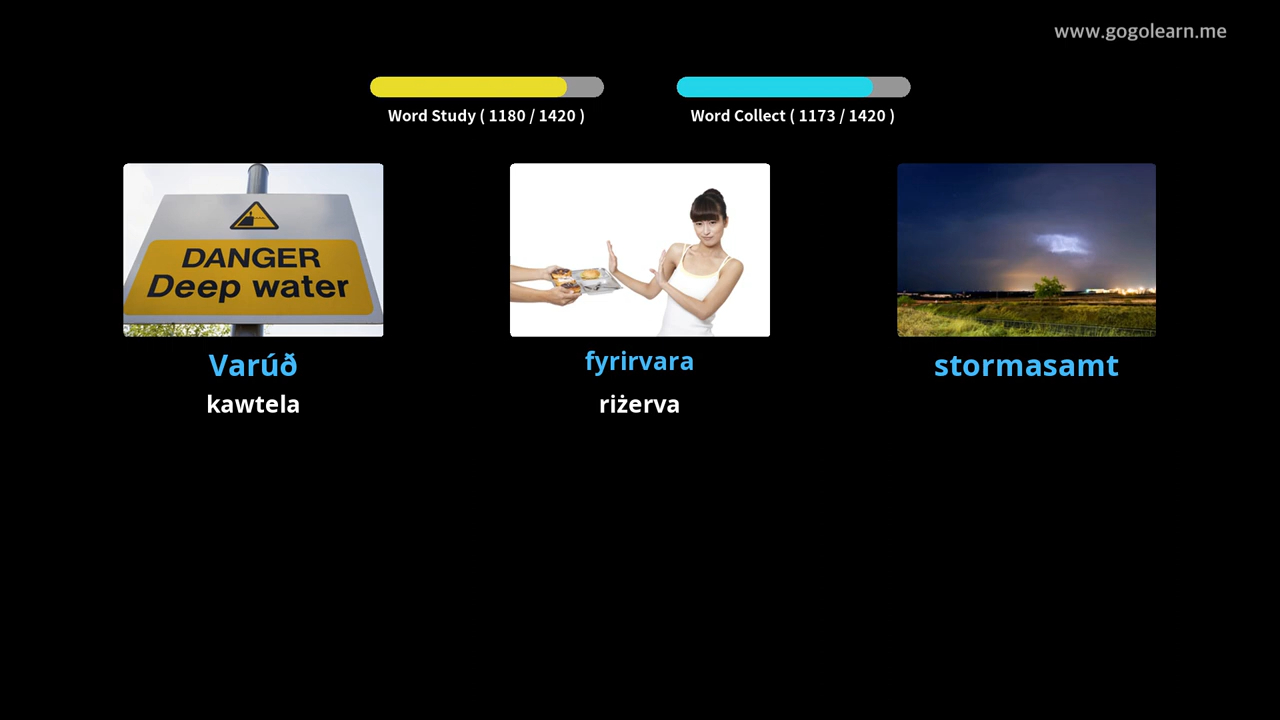 www.gogolearn.me
Word Study ( 1180 / 1420 )
Word Collect ( 1173 / 1420 )
DANGER
Deep water
Varúð
fyrirvara
stormasamt
kawtela
riżerva